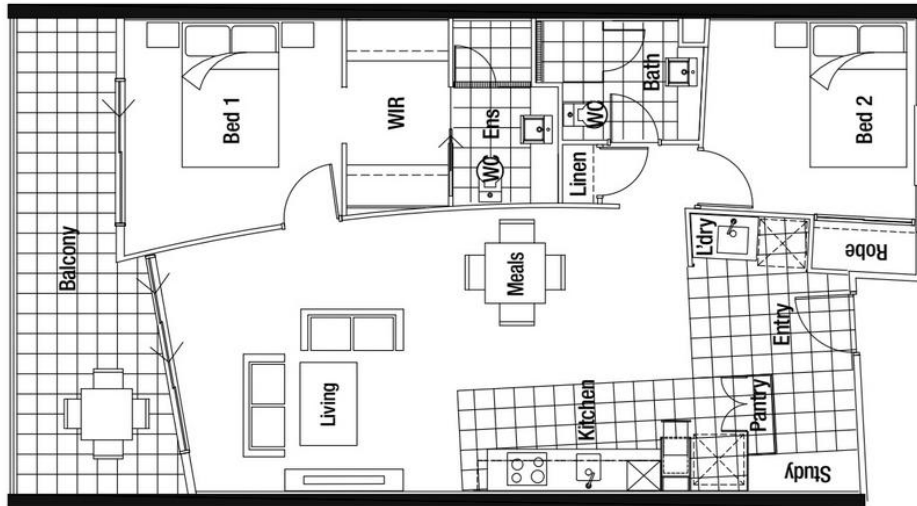 Balcony
Bed 1
WIR
Ens
WC
WC
Bath
Linen
Bed 2
L'dry
Robe
Meals
Living
Kitchen
Pantry
Entry
Study